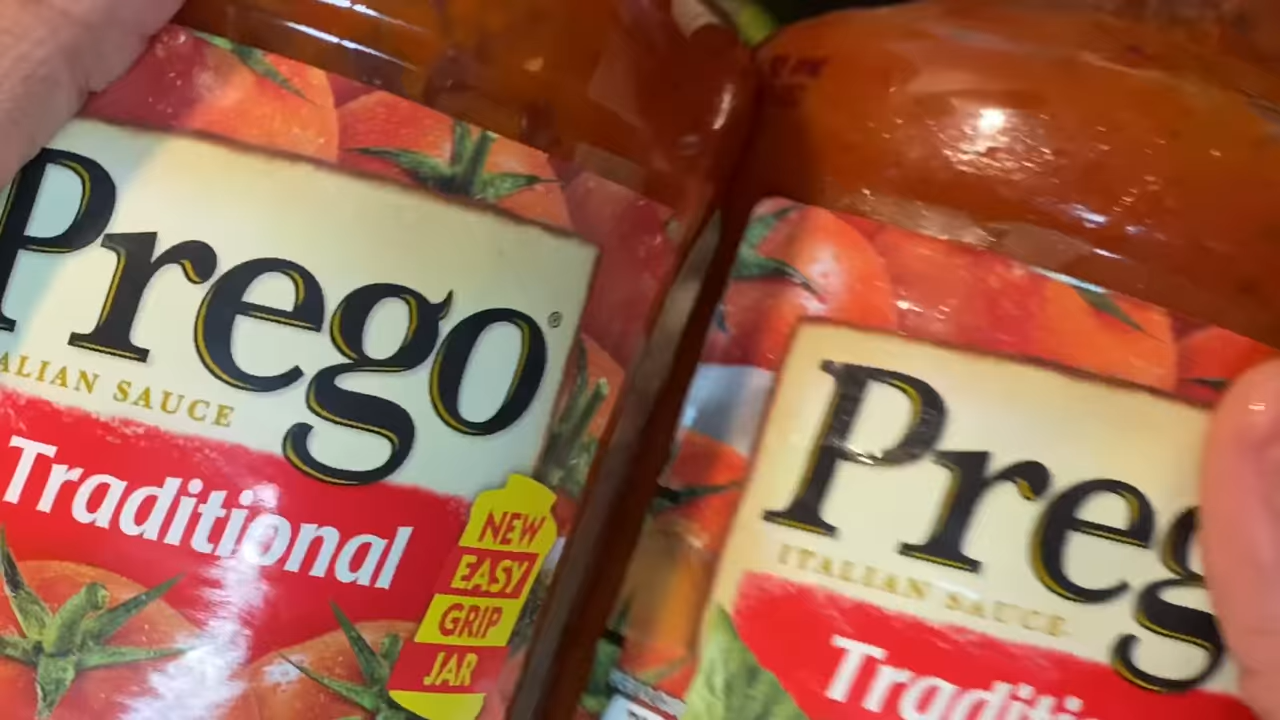 Prego®
ALIAN SAUCE
Traditional
NEW
EASY
GRIP
JAR
Preg
ITALIAN SAUCE
Traditi